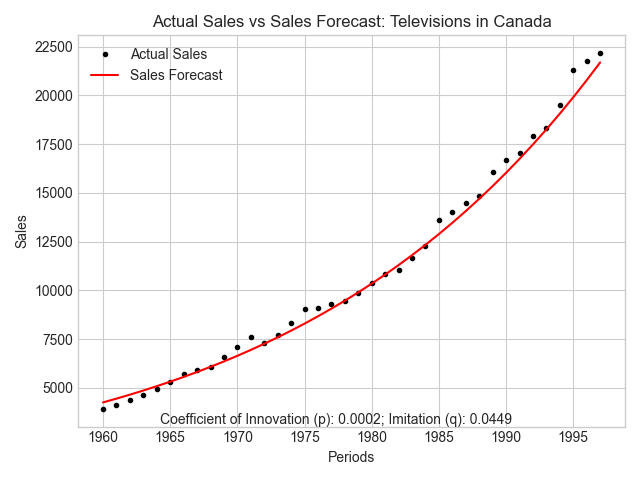 Actual Sales vs Sales Forecast: Televisions in Canada
Actual Sales
Sales Forecast
22500
20000
17500
15000
12500
10000
7500
5000
Sales
Coefficient of Innovation (p): 0.0002; Imitation (q): 0.0449
1960 1965 1970 1975 1980 1985 1990 1995
Periods